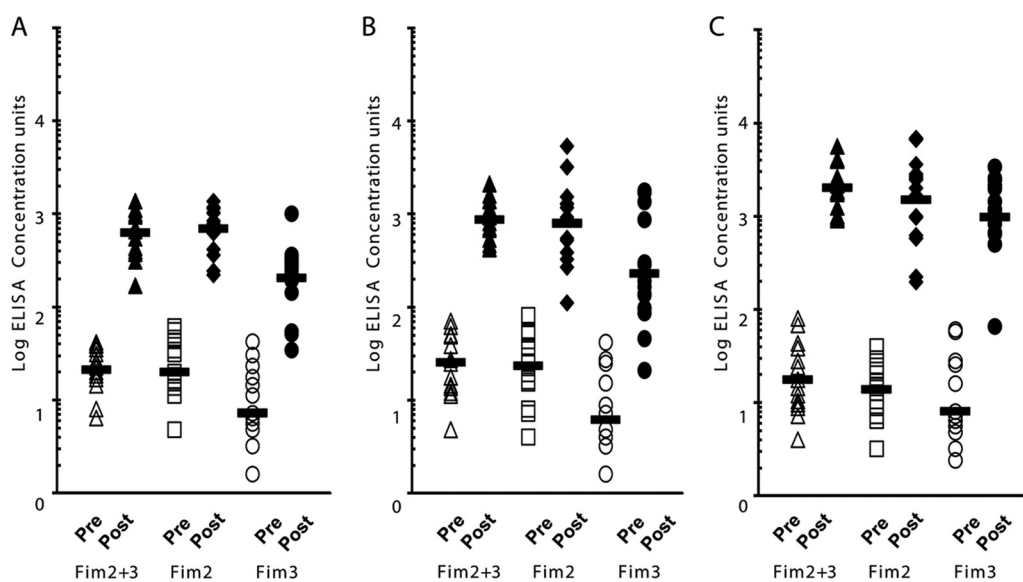 A
Log ELISA Concentration units
4
3
2
1
0
Pre Post Pre Post Pre Post
Fim2+3 Fim2 Fim3
B
Log ELISA Concentration units
4
3
2
1
0
Pre Post Pre Post Pre Post
Fim2+3 Fim2 Fim3
C
Log ELISA Concentration units
4
3
2
1
0
Pre Post Pre Post Pre Post
Fim2+3 Fim2 Fim3